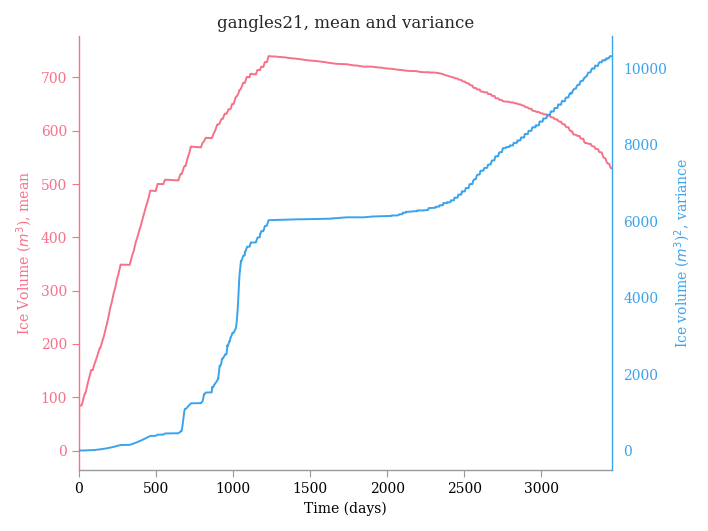 gangles21, mean and variance
Ice Volume (m³), mean
700
600
500
400
300
200
100
0
10000
8000
6000
4000
2000
0
Ice volume (m³)², variance
0 500 1000 1500 2000 2500 3000
Time (days)